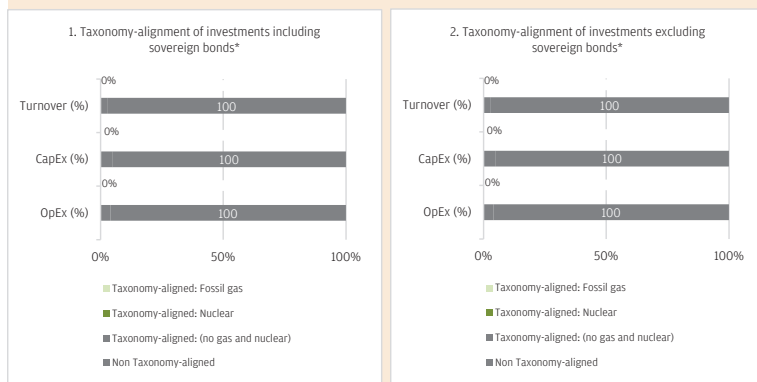 1. Taxonomy-alignment of investments including
sovereign bonds*
0%
Turnover (%)
100
0%
CapEx (%)
100
0%
OpEx (%)
100
0%
50%
100%
Taxonomy-aligned: Fossil gas
Taxonomy-aligned: Nuclear
Taxonomy-aligned: (no gas and nuclear)
Non Taxonomy-aligned
2. Taxonomy-alignment of investments excluding
sovereign bonds*
0%
Turnover (%)
100
0%
CapEx (%)
100
0%
OpEx (%)
100
0%
50%
100%
Taxonomy-aligned: Fossil gas
Taxonomy-aligned: Nuclear
Taxonomy-aligned: (no gas and nuclear)
Non Taxonomy-aligned